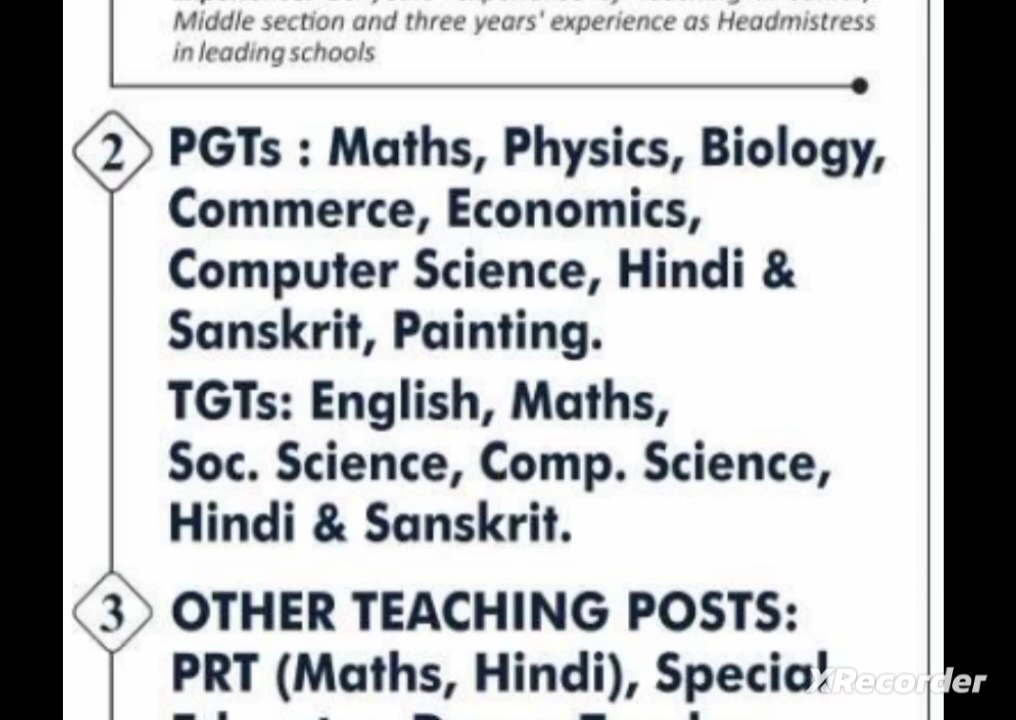 Middle section and three years' experience as Headmistress
in leading schools
2 PGTs : Maths, Physics, Biology,
Commerce, Economics,
Computer Science, Hindi &
Sanskrit, Painting.
TGTs: English, Maths,
Soc. Science, Comp. Science,
Hindi & Sanskrit.
3 OTHER TEACHING POSTS:
PRT (Maths, Hindi), Special
XRecorder